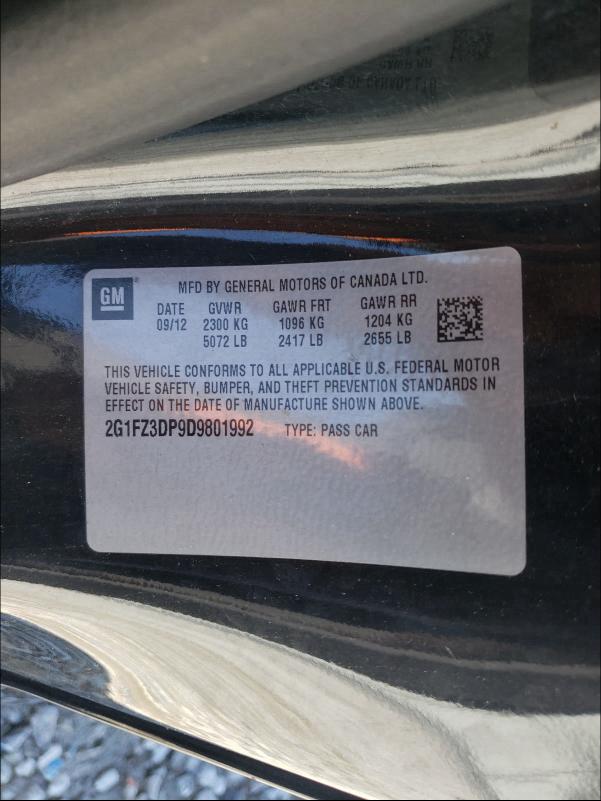 GM
MFD BY GENERAL MOTORS OF CANADA LTD.
DATE GVWR GAWR FRT GAWR RR
09/12 2300 KG 1096 KG 1204 KG
5072 LB 2417 LB 2655 LB
THIS VEHICLE CONFORMS TO ALL APPLICABLE U.S. FEDERAL MOTOR
VEHICLE SAFETY, BUMPER, AND THEFT PREVENTION STANDARDS IN
EFFECT ON THE DATE OF MANUFACTURE SHOWN ABOVE.
2G1FZ3DP9D9801992 TYPE: PASS CAR